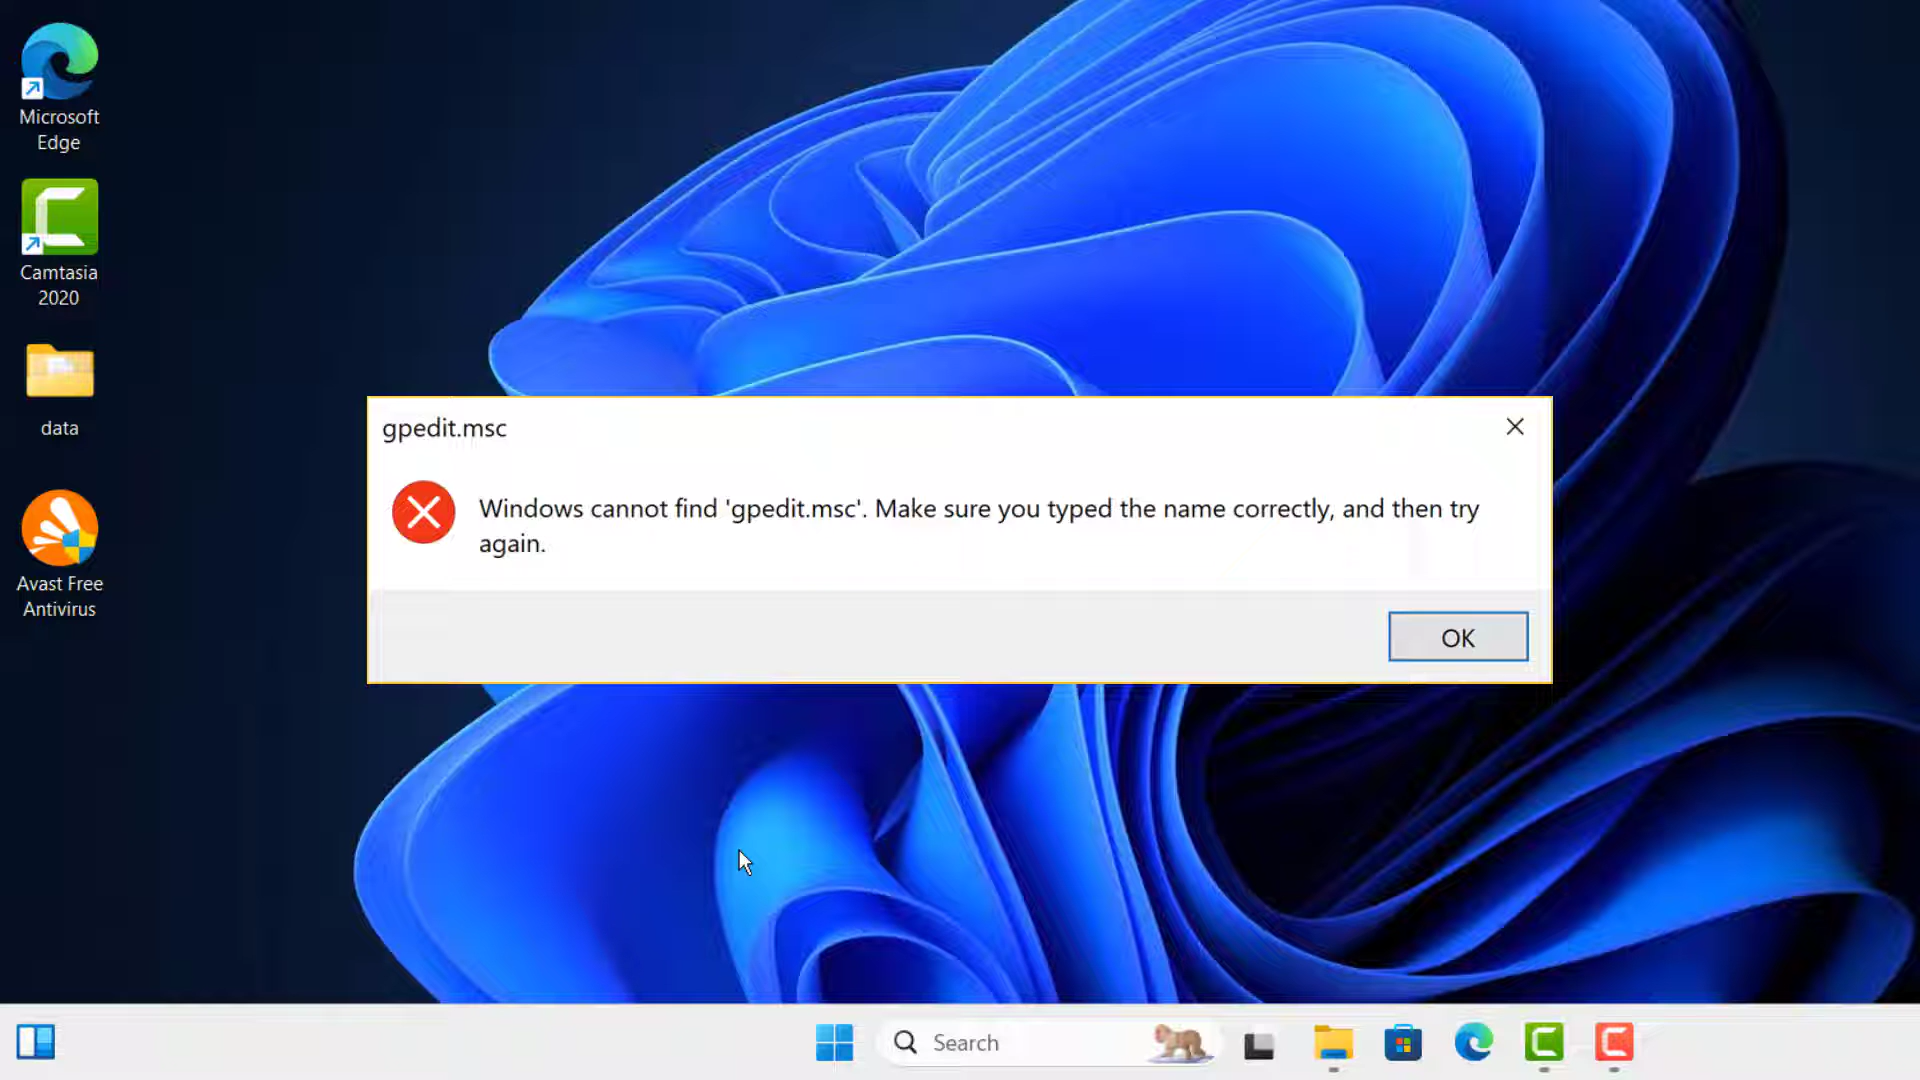 Microsoft
Edge
Camtasia
2020
data
Avast Free
Antivirus
gpedit.msc
Windows cannot find 'gpedit.msc'. Make sure you typed the name correctly, and then try
again.
OK
Search